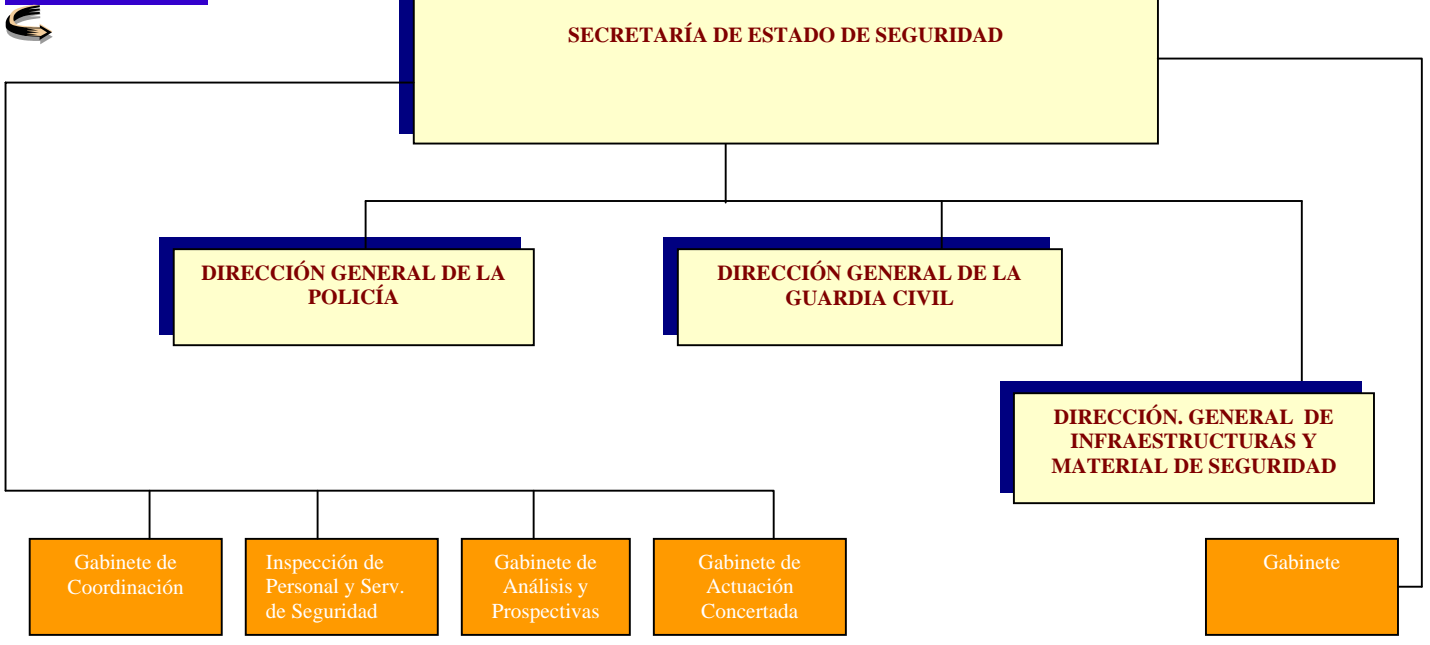 SECRETARÍA DE ESTADO DE SEGURIDAD
DIRECCIÓN GENERAL DE LA
POLICÍA
DIRECCIÓN GENERAL DE LA
GUARDIA CIVIL
DIRECCIÓN. GENERAL DE
INFRAESTRUCTURAS Y
MATERIAL DE SEGURIDAD
Gabinete de
Coordinación
Inspección de
Personal y Serv.
de Seguridad
Gabinete de
Análisis y
Prospectivas
Gabinete de
Actuación
Concertada
Gabinete